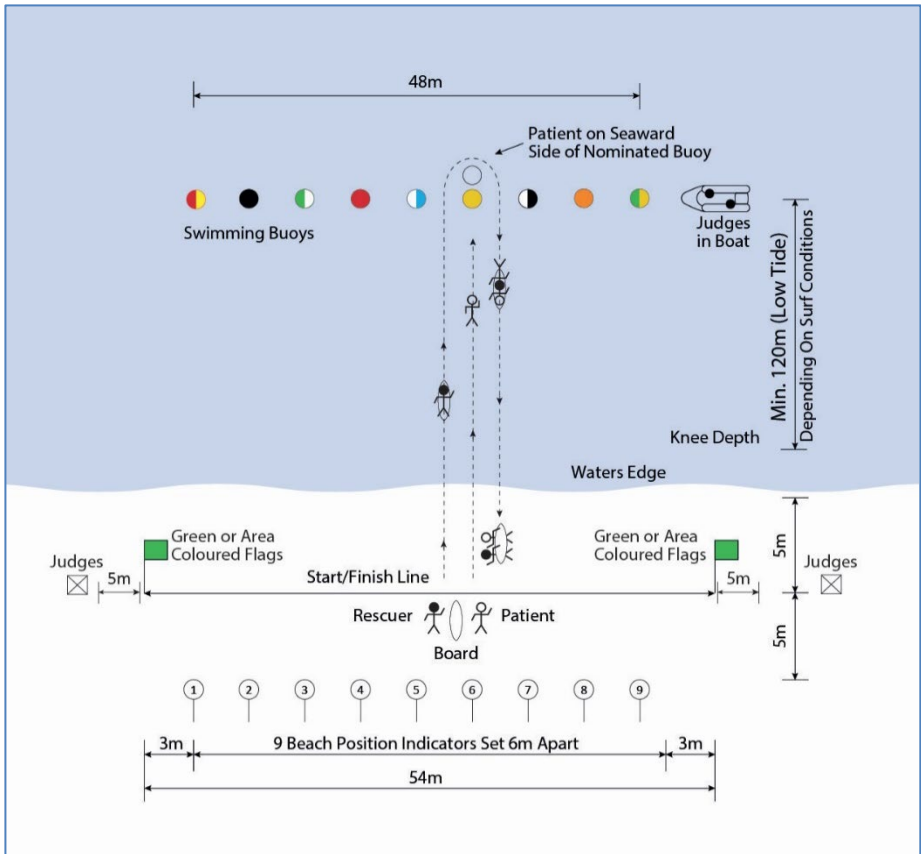 48m
Patient on Seaward
Side of Nominated Buoy
Swimming Buoys
Judges
in Boat
Min. 120m (Low Tide)
Depending On Surf Conditions
Knee Depth
Waters Edge
Green or Area
Coloured Flags
Green or Area
Coloured Flags
5m
Judges
5m
Start/Finish Line
5m
Judges
Rescuer
Patient
Board
5m
1 2 3 4 5 6 7 8 9
3m
9 Beach Position Indicators Set 6m Apart
3m
54m